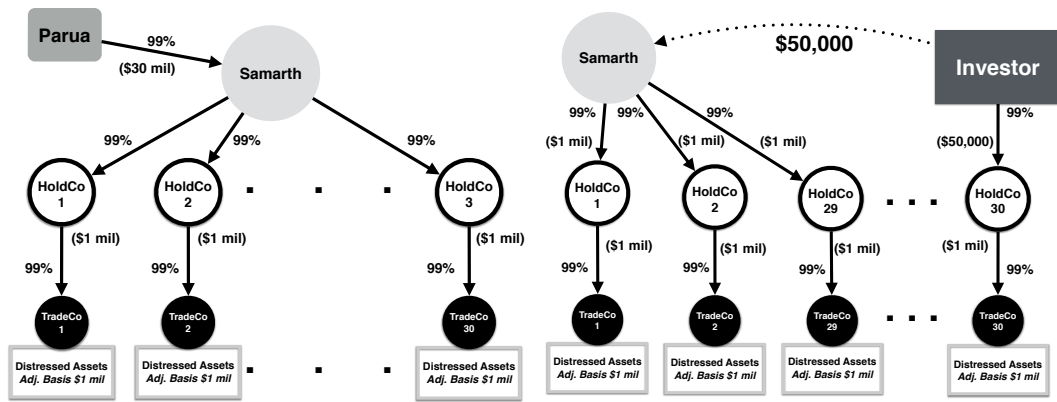 Parua
99%
($30 mil)
Samarth
99%
99%
99%
HoldCo
1
HoldCo
2
HoldCo
3
($1 mil)
($1 mil)
($1 mil)
99%
99%
99%
TradeCo
1
TradeCo
2
TradeCo
30
Distressed Assets
Adj. Basis $1 mil
Distressed Assets
Adj. Basis $1 mil
Distressed Assets
Adj. Basis $1 mil
Samarth
$50,000
Investor
99%
99%
99%
99%
($1 mil)
($1 mil)
($1 mil)
($50,000)
HoldCo
1
HoldCo
2
HoldCo
29
HoldCo
30
($1 mil)
($1 mil)
($1 mil)
($1 mil)
99%
99%
99%
99%
TradeCo
1
TradeCo
2
TradeCo
29
TradeCo
30
Distressed Assets
Adj. Basis $1 mil
Distressed Assets
Adj. Basis $1 mil
Distressed Assets
Adj. Basis $1 mil
Distressed Assets
Adj. Basis $1 mil